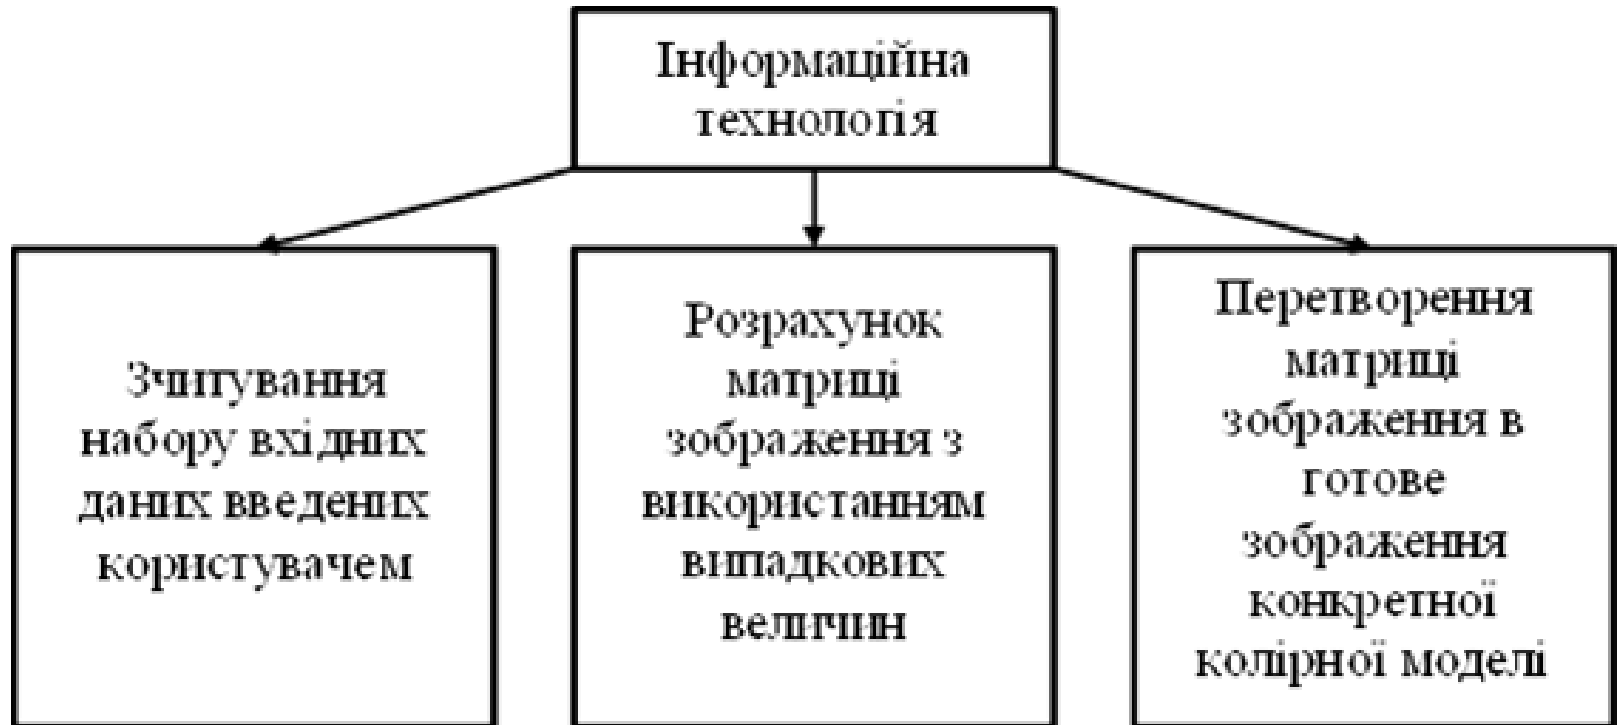 Інформаційна
технологія
Зчитування
набору вхідних
даних введених
користувачем
Розрахунок
матриці
зображення з
використанням
випадкових
величин
Перетворення
матриці
зображення в
готове
зображення
конкретної
колірної моделі